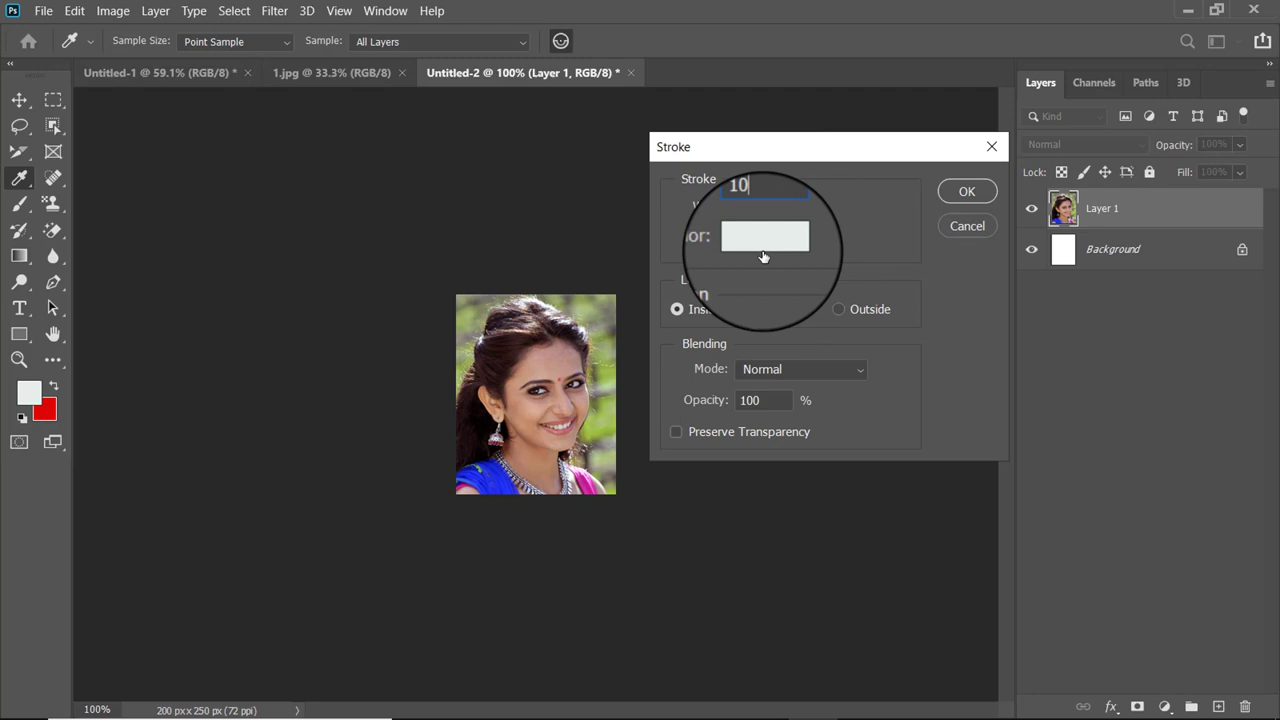 Ps File Edit Image Layer Type Select Filter 3D View Window Help
Sample Size: Point Sample Sample: All Layers
Untitled-1 @ 59.1% (RGB/8) * × 1.jpg @ 33.3% (RGB/8) × Untitled-2 @ 100% (Layer 1, RGB/8) * ×
Layers Channels Paths 3D
Kind
Normal Opacity: 100%
Lock: Fill: 100%
Layer 1
Background
Stroke
Stroke
10
lor:
OK
Cancel
Outside
Blending
Mode: Normal
Opacity: 100 %
Preserve Transparency
100% 200 px x 250 px (72 ppi)